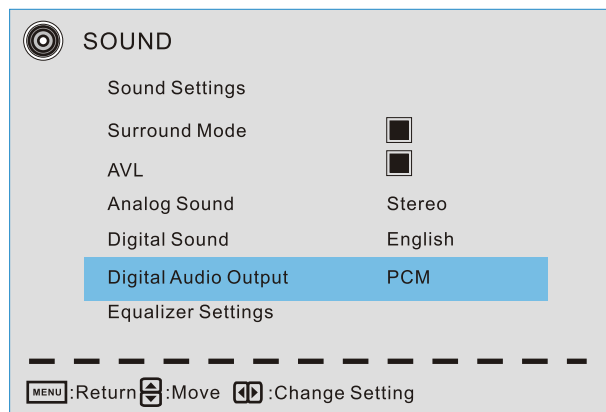 SOUND
Sound Settings
Surround Mode
AVL
Analog Sound Stereo
Digital Sound English
Digital Audio Output PCM
Equalizer Settings
MENU :Return :Move :Change Setting